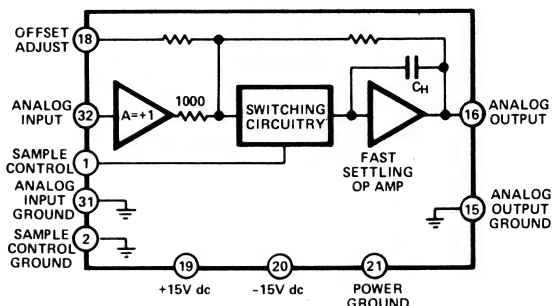 OFFSET
ADJUST
18
ANALOG
INPUT
32
A=+1
1000
SWITCHING
CIRCUITRY
CH
FAST
SETTLING
OP AMP
16
ANALOG
OUTPUT
SAMPLE
CONTROL
1
ANALOG
INPUT
GROUND
31
SAMPLE
CONTROL
GROUND
2
15
ANALOG
OUTPUT
GROUND
19
20
21
+15V dc
-15V dc
POWER
GROUND